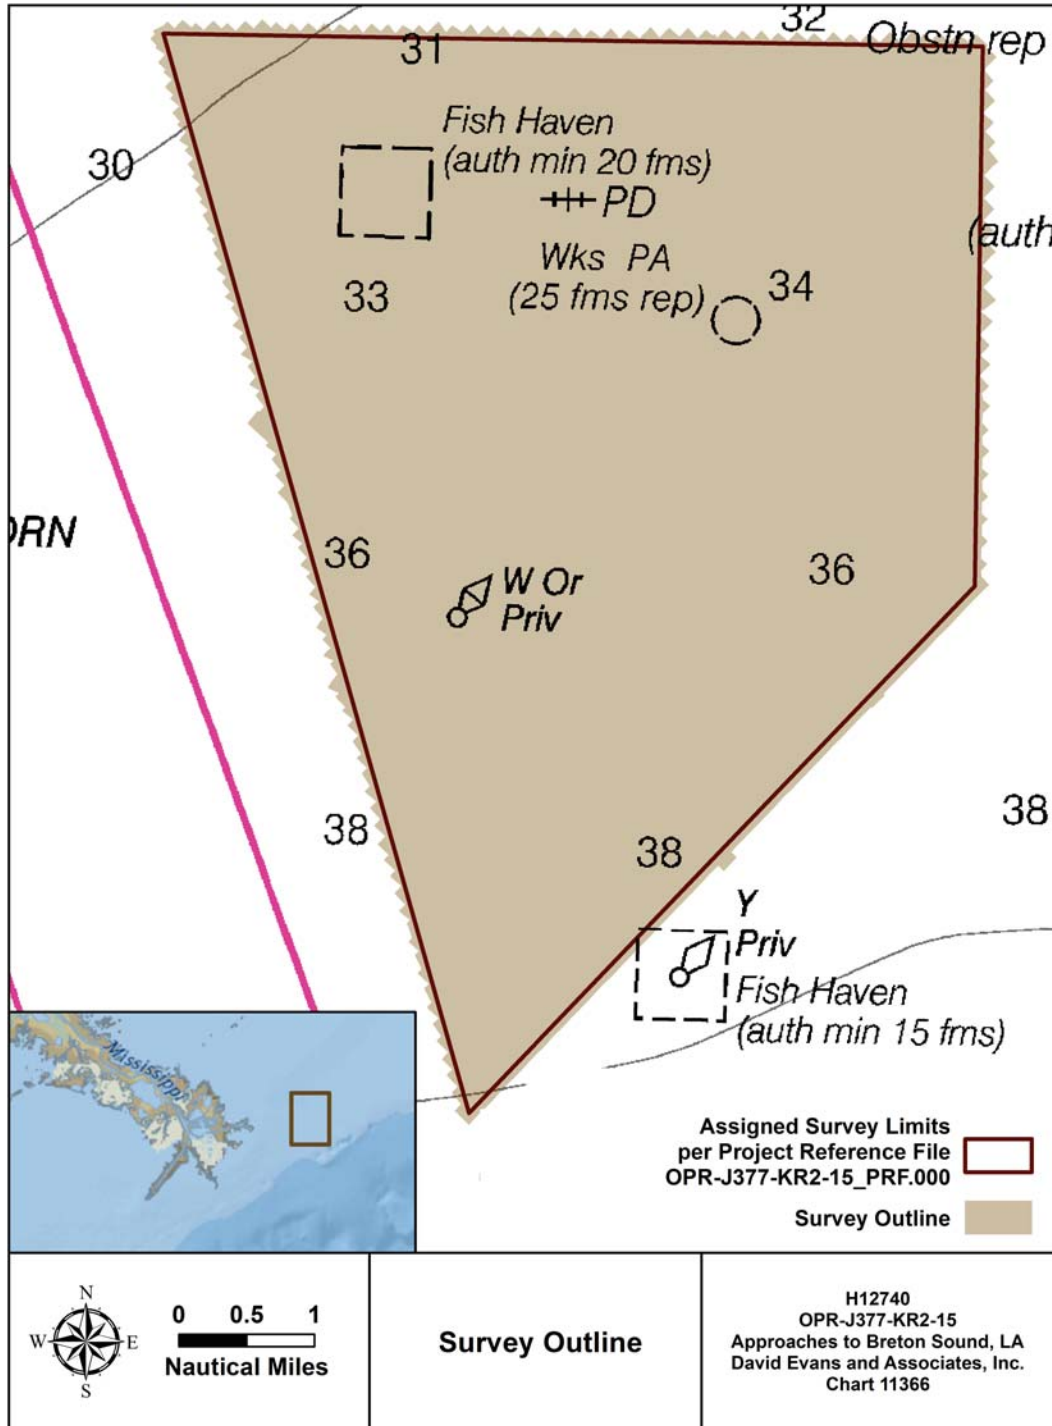 32
31
Obstn rep
Fish Haven
(auth min 20 fms)
30
PD
(auth
Wks PA
(25 fms rep)
34
33
ORN
36
36
W Or
Priv
38
38
38
Y
Priv
Fish Haven
(auth min 15 fms)
Mississippi
Assigned Survey Limits
per Project Reference File
OPR-J377-KR2-15_PRF.000
Survey Outline
N
W E
S
0 0.5 1
Nautical Miles
Survey Outline
H12740
OPR-J377-KR2-15
Approaches to Breton Sound, LA
David Evans and Associates, Inc.
Chart 11366